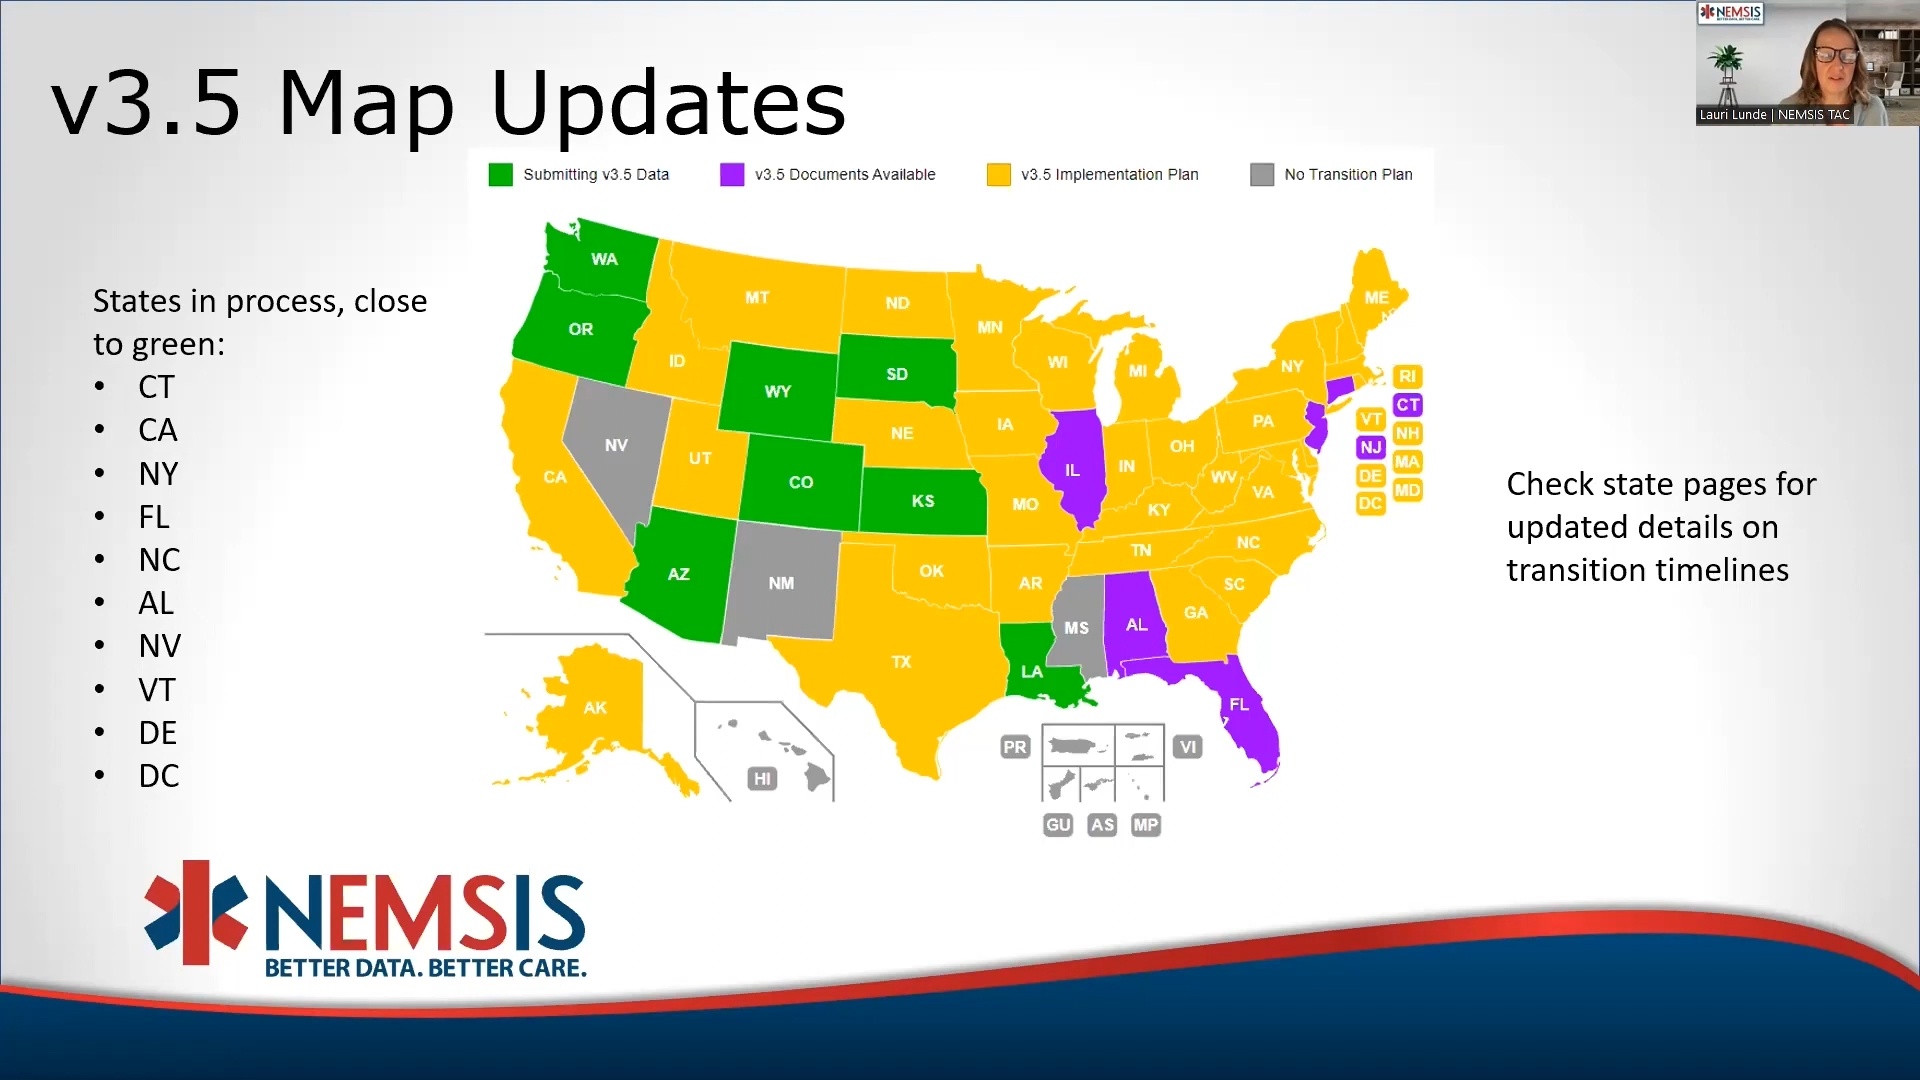 NEMSIS
Lauri Lunde | NEMSIS TAC
v3.5 Map Updates
Submitting v3.5 Data
v3.5 Documents Available
v3.5 Implementation Plan
No Transition Plan
States in process, close
to green:
• CT
• CA
• NY
• FL
• NC
• AL
• NV
• VT
• DE
• DC
WA
OR
MT
ID
ND
MN
SD
WY
NE
NV
UT
CA
CO
KS
AZ
NM
OK
TX
IA
MO
AR
LA
MS
AL
WI
IL
MI
IN
OH
KY
TN
WV
VA
NC
SC
GA
FL
PA
NY
ME
RI
CT
VT
NH
NJ
MA
DE
MD
DC
AK
HI
PR
VI
GU
AS
MP
Check state pages for
updated details on
transition timelines
NEMSIS
BETTER DATA. BETTER CARE.